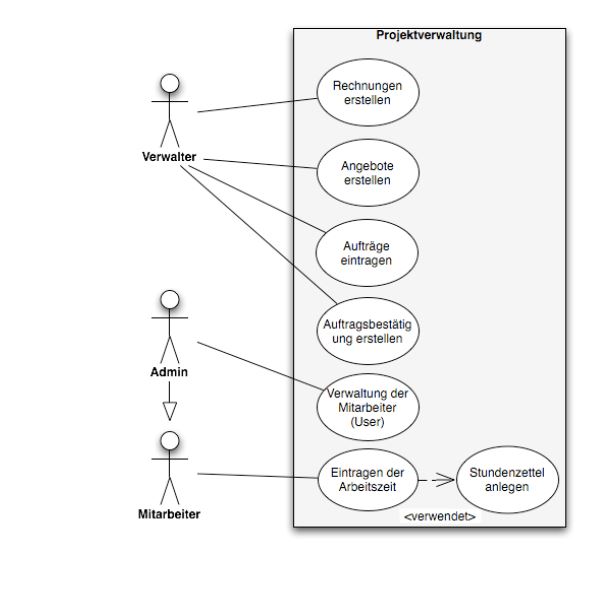 Projektverwaltung
Rechnungen
erstellen
Verwalter
Angebote
erstellen
Aufträge
eintragen
Auftragsbestätig
ung erstellen
Admin
Verwaltung der
Mitarbeiter
(User)
Eintragen der
Arbeitszeit
Stundenzettel
anlegen
Mitarbeiter
<verwendet>